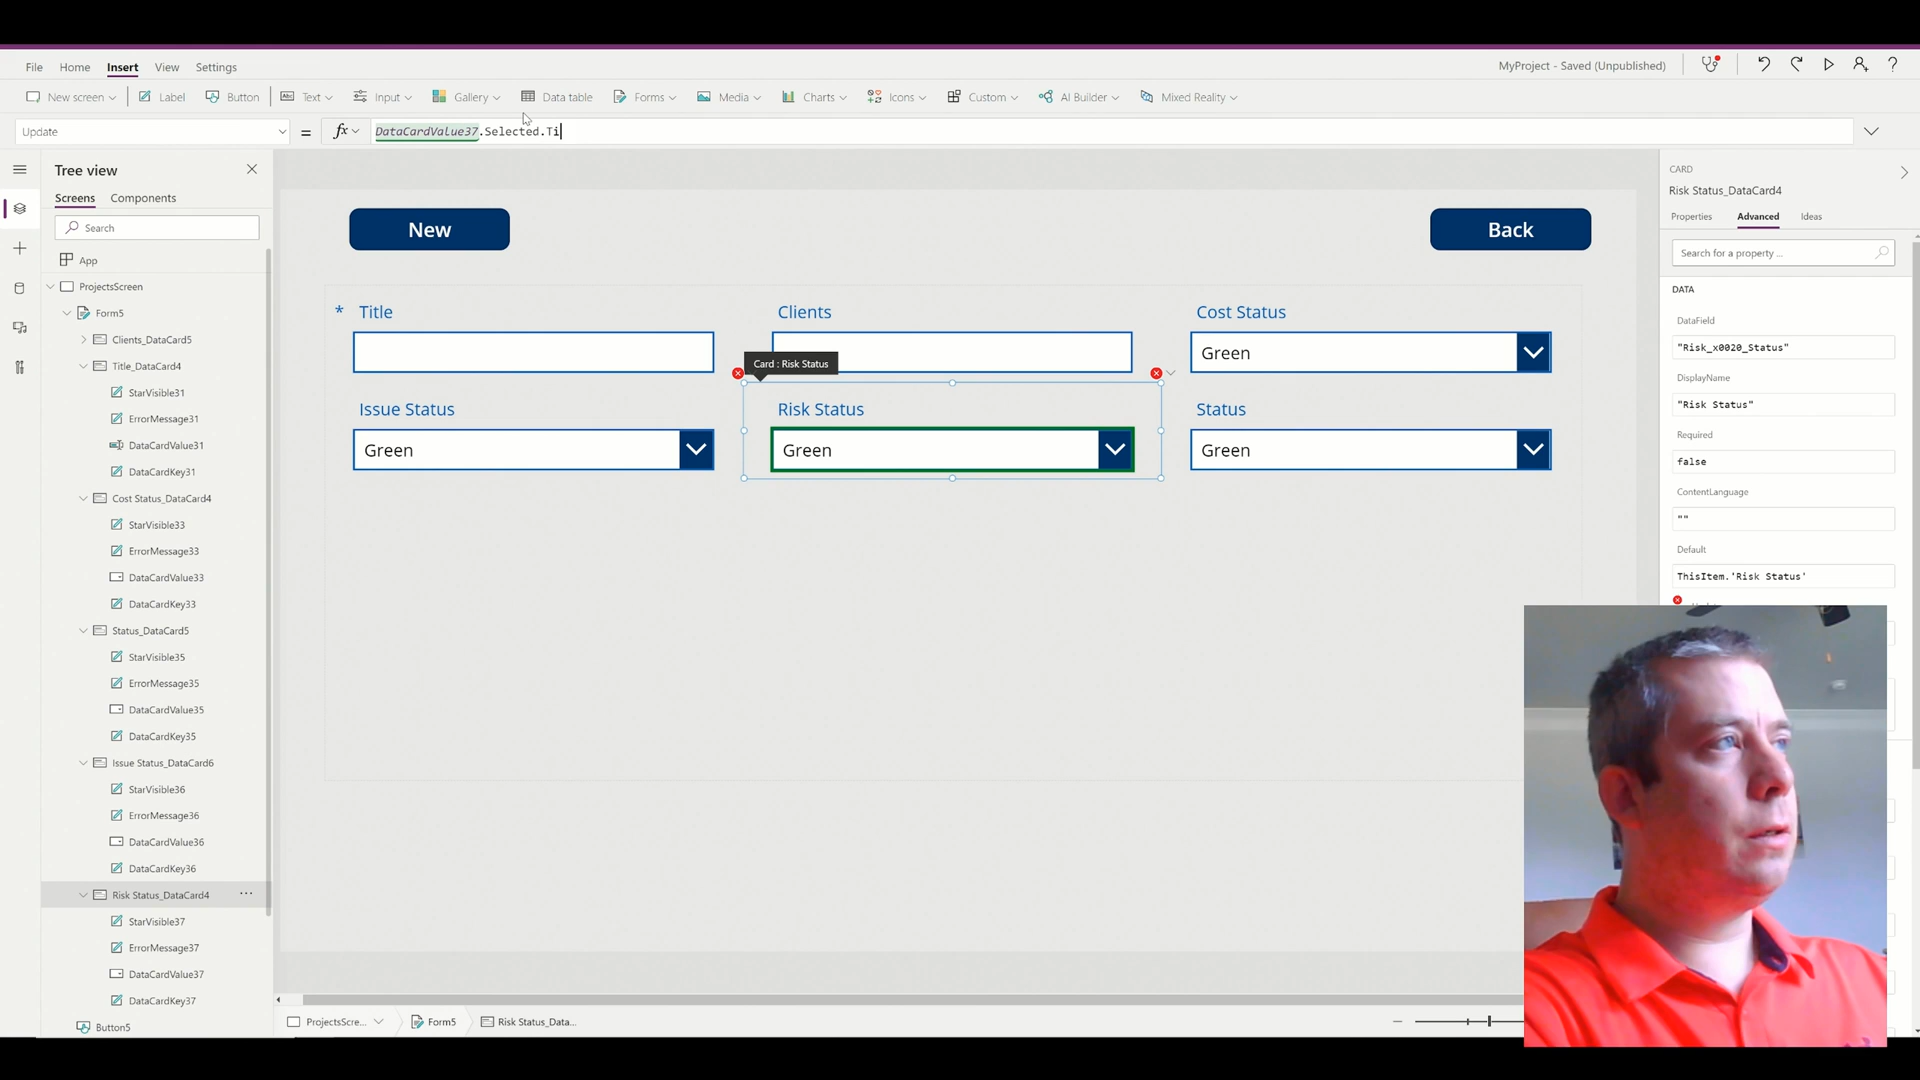 File Home Insert View Settings
MyProject - Saved (Unpublished)
New screen Label Button Text Input Gallery Data table Forms Media Charts Icons Custom AI Builder Mixed Reality
Update = fx DataCardValue37.Selected.Ti
Tree view
Screens Components
Search
App
ProjectsScreen
Form5
Clients_DataCard5
Title_DataCard4
StarVisible31
ErrorMessage31
DataCardValue31
DataCardKey31
Cost Status_DataCard4
StarVisible33
ErrorMessage33
DataCardValue33
DataCardKey33
Status_DataCard5
StarVisible35
ErrorMessage35
DataCardValue35
DataCardKey35
Issue Status_DataCard6
StarVisible36
ErrorMessage36
DataCardValue36
DataCardKey36
Risk Status_DataCard4 ...
StarVisible37
ErrorMessage37
DataCardValue37
DataCardKey37
Button5
New Back
* Title Clients Cost Status
Green
Card : Risk Status
Issue Status Risk Status Status
Green Green Green
ProjectsScre... Form5 Risk Status_Data...
CARD
Risk Status_DataCard4
Properties Advanced Ideas
Search for a property ...
DATA
DataField
"Risk_x0020_Status"
DisplayName
"Risk Status"
Required
false
ContentLanguage
""
Default
ThisItem.'Risk Status'